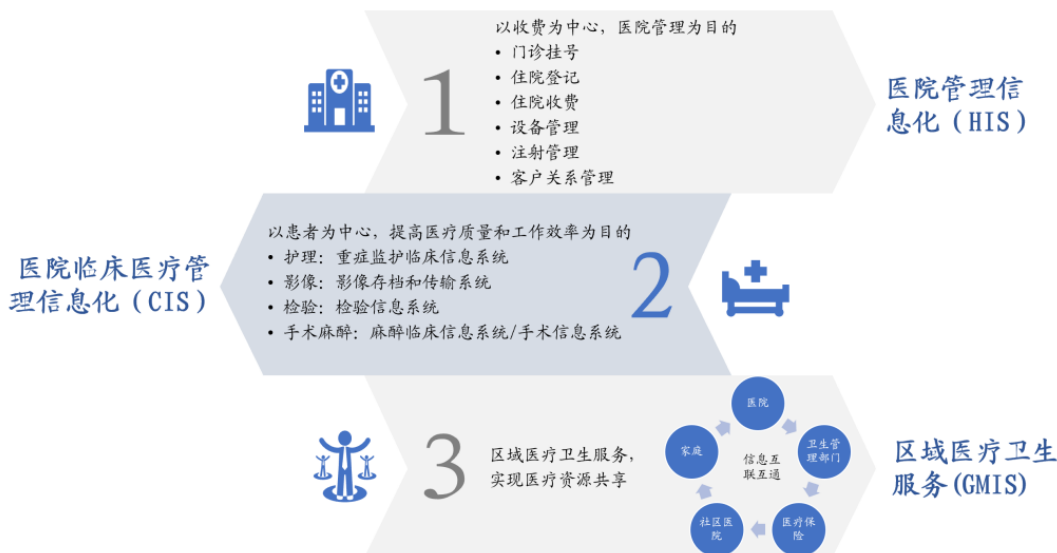 以收费为中心，医院管理为目的
1
• 门诊挂号
• 住院登记
• 住院收费
• 设备管理
• 注射管理
• 客户关系管理
医院管理信
息化（HIS）
医院临床医疗管
理信息化（CIS）
以患者为中心，提高医疗质量和工作效率为目的
• 护理：重症监护临床信息系统
• 影像：影像存档和传输系统
• 检验：检验信息系统
• 手术麻醉：麻醉临床信息系统/手术信息系统
2
3
区域医疗卫生服务，
实现医疗资源共享
医院
卫生管
理部门
医疗保
险
社区医
院
家庭
信息互
联互通
区域医疗卫生
服务(GMIS)